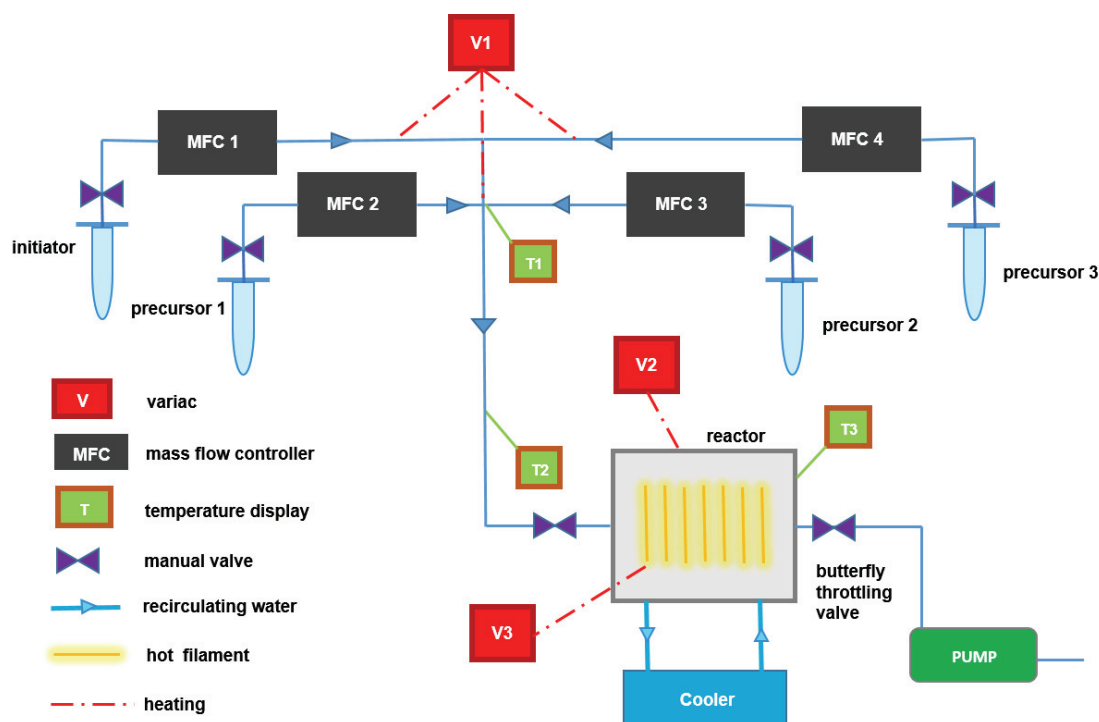 V1
MFC 1
MFC 4
MFC 2
MFC 3
initiator
T1
precursor 3
precursor 1
precursor 2
V2
V
variac
reactor
T3
MFC
mass flow controller
T2
T
temperature display
manual valve
butterfly
throttling
valve
recirculating water
V3
hot filament
PUMP
Cooler
heating